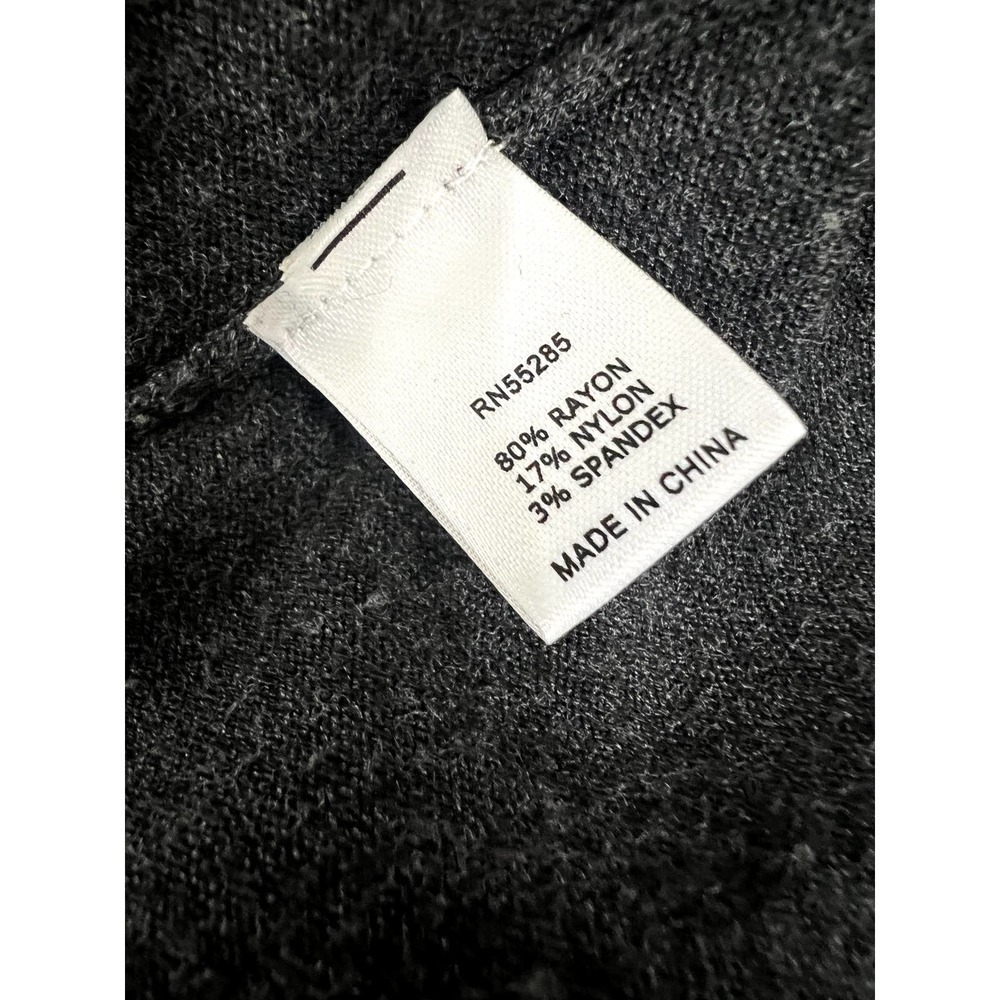 RN55285
80% RAYON
17% NYLON
3% SPANDEX
MADE IN CHINA